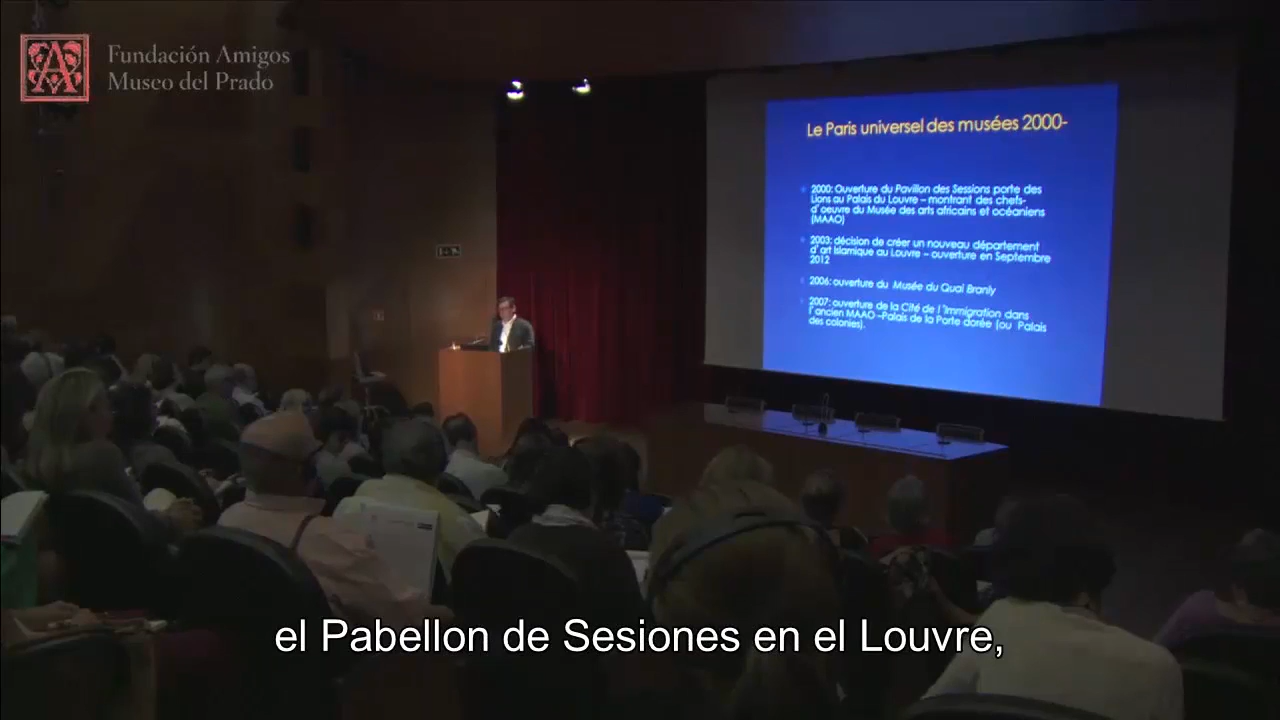 Fundación Amigos
Museo del Prado
Le Paris universel des musées 2000-
2000: Ouverture du Pavillon des Sessions porte des
Lions au Palais du Louvre – montrant des chefs-
d'oeuvre du Musée des arts africains et océaniens
(MAAO)
2003: décision de créer un nouveau département
d'art Islamique au Louvre – ouverture en Septembre
2012
2006: ouverture du Musée du Quai Branly
2007: ouverture de la Cité de l'Immigration dans
l'ancien MAAO –Palais de la Porte dorée (ou Palais
des colonies).
el Pabellon de Sesiones en el Louvre,